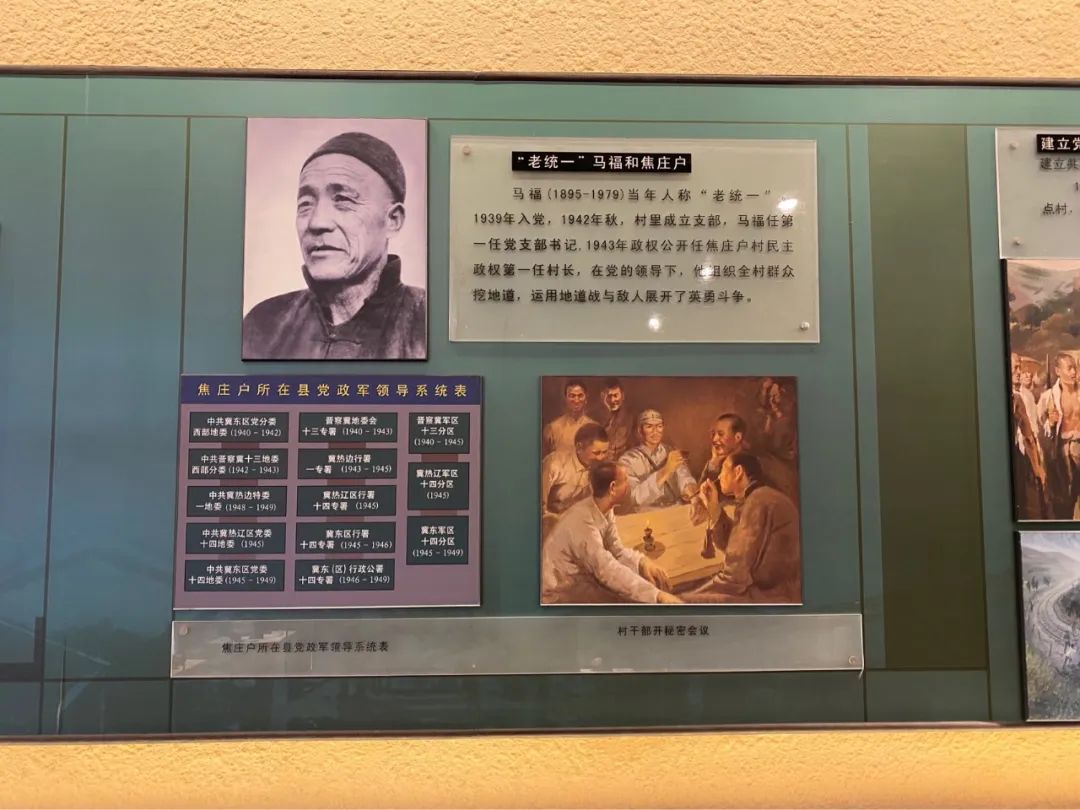 “老统一”马福和焦庄户
马福(1895-1979)当年人称“老统一”。
1939年入党，1942年秋，村里成立支部，马福任第
一任党支部书记.1943年政权公开任焦庄户村民主
政权第一任村长，在党的领导下，他组织全村群众
挖地道，运用地道战与敌人展开了英勇斗争。
焦庄户所在县党政军领导系统表
中共冀东区党分委
西部地委(1940-1942)
中共晋察冀十三地委
西部分委(1942-1943)
中共冀热边特委
一地委(1948-1949)
中共冀热辽区党委
十四地委(1945)
中共冀东区党委
十四地委(1945-1949)
晋察冀地委会
十三专署(1940-1943)
冀热边行署
一专署(1943-1945)
冀热辽区行署
十四专署(1945)
冀东区行署
十四专署(1945-1946)
冀东(区)行政公署
十四专署(1946-1949)
晋察冀军区
十三分区
(1940-1945)
冀热辽军区
十四分区
(1945)
冀东军区
十四分区
(1945-1949)
焦庄户所在县党政军领导系统表
村干部开秘密会议
建立党
建立共
点村，